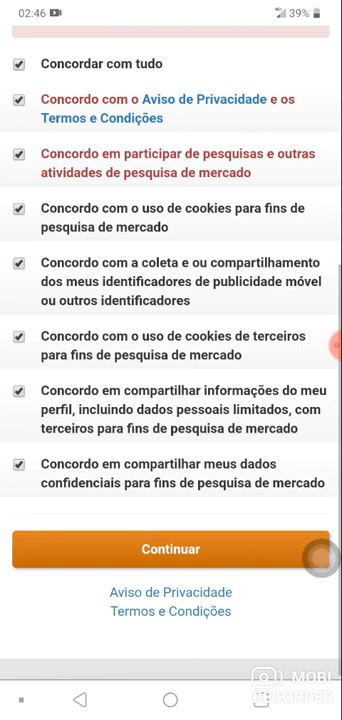 02:46
39%
Concordar com tudo
Concordo com o Aviso de Privacidade e os
Termos e Condições
Concordo em participar de pesquisas e outras
atividades de pesquisa de mercado
Concordo com o uso de cookies para fins de
pesquisa de mercado
Concordo com a coleta e ou compartilhamento
dos meus identificadores de publicidade móvel
ou outros identificadores
Concordo com o uso de cookies de terceiros
para fins de pesquisa de mercado
Concordo em compartilhar informações do meu
perfil, incluindo dados pessoais limitados, com
terceiros para fins de pesquisa de mercado
Concordo em compartilhar meus dados
confidenciais para fins de pesquisa de mercado
Continuar
Aviso de Privacidade
Termos e Condições
MOBI
RECORDER